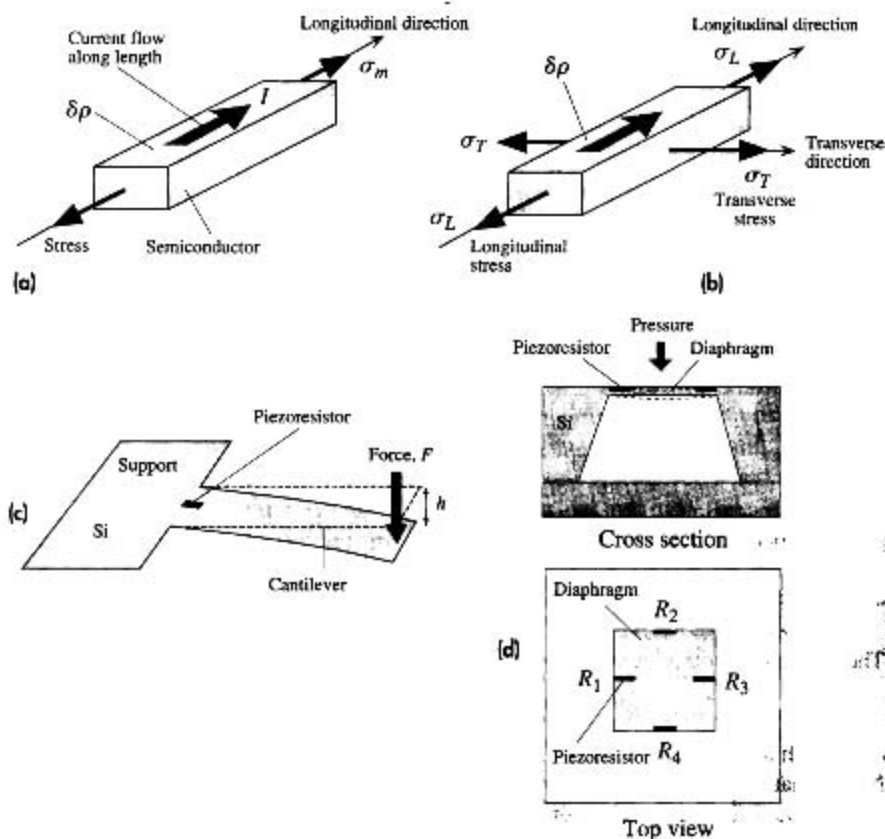 Current flow
along length
Longitudinal direction
σm
δρ
I
Stress
Semiconductor
(a)
Longitudinal direction
σL
δρ
σT
Transverse
direction
σT
Transverse
stress
σL
Longitudinal
stress
(b)
Piezoresistor
Support
Force, F
h
Si
Cantilever
(c)
Pressure
Piezoresistor
Diaphragm
Si
Cross section
Diaphragm
R2
(d)
R1
R3
Piezoresistor
R4
Top view